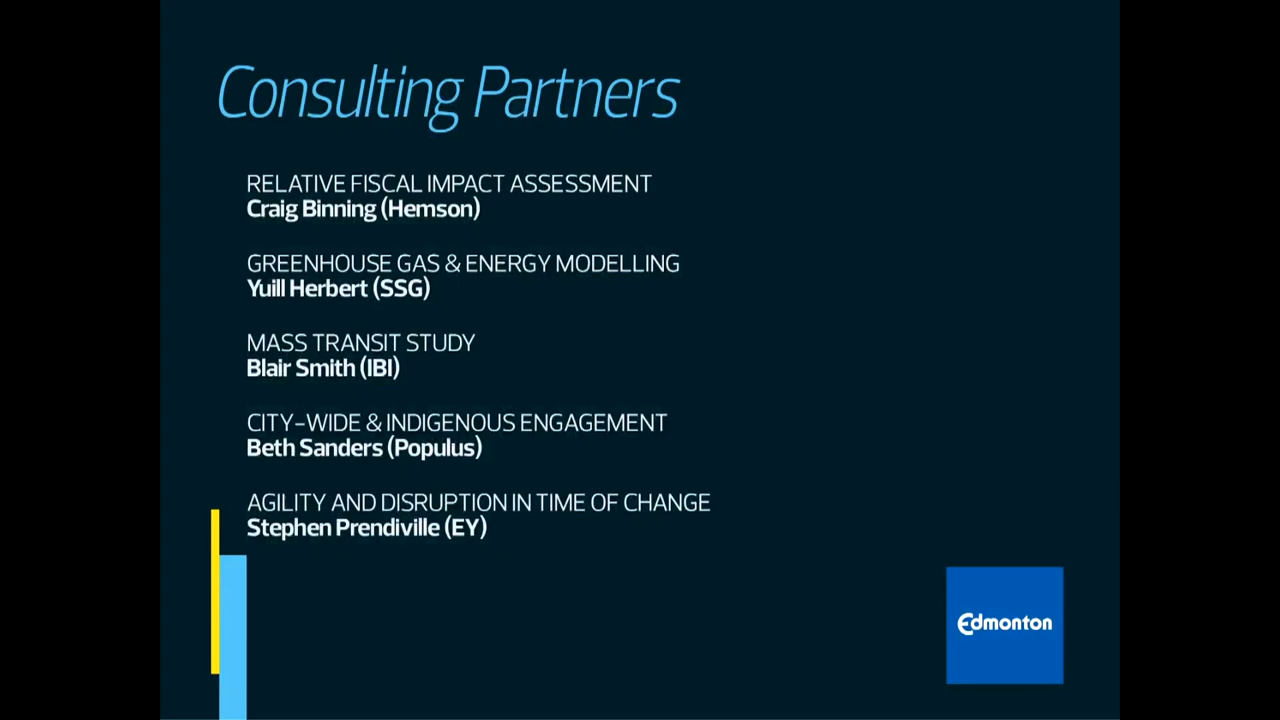 Consulting Partners
RELATIVE FISCAL IMPACT ASSESSMENT
Craig Binning (Hemson)
GREENHOUSE GAS & ENERGY MODELLING
Yuill Herbert (SSG)
MASS TRANSIT STUDY
Blair Smith (IBI)
CITY-WIDE & INDIGENOUS ENGAGEMENT
Beth Sanders (Populus)
AGILITY AND DISRUPTION IN TIME OF CHANGE
Stephen Prendiville (EY)
Edmonton